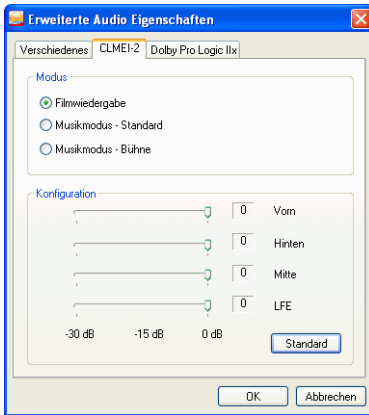 Erweiterte Audio Eigenschaften
Verschiedenes CLMEI-2 Dolby Pro Logic IIx
Modus
Filmwiedergabe
Musikmodus - Standard
Musikmodus - Bühne
Konfiguration
0 Vorn
0 Hinten
0 Mitte
0 LFE
-30 dB -15 dB 0 dB
Standard
OK Abbrechen